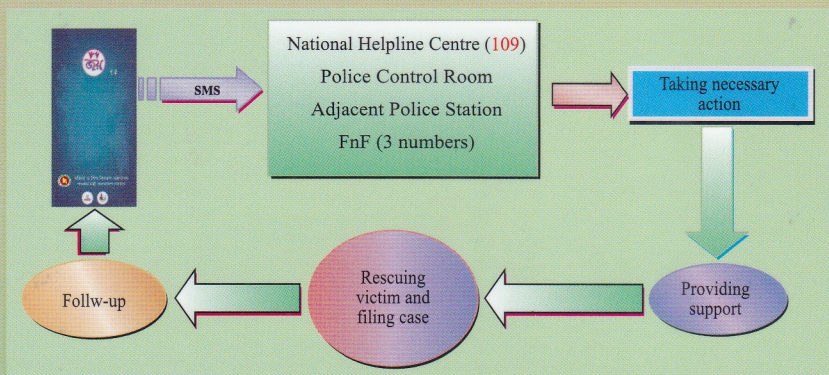 জয়
SMS
National Helpline Centre (109)
Police Control Room
Adjacent Police Station
FnF (3 numbers)
Taking necessary
action
Providing
support
Rescuing
victim and
filing case
Follw-up